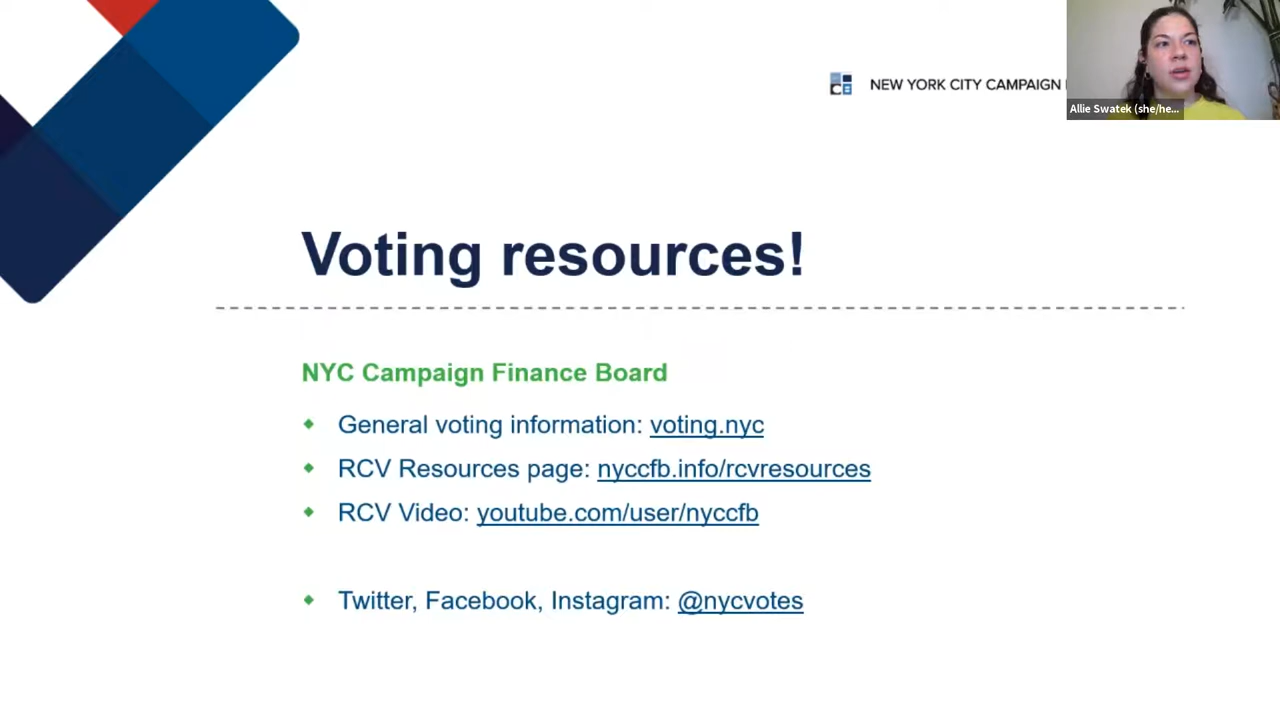 NEW YORK CITY CAMPAIGN
Allie Swatek (she/he...
Voting resources!
NYC Campaign Finance Board
General voting information: voting.nyc
RCV Resources page: nyccfb.info/rcvresources
RCV Video: youtube.com/user/nyccfb
Twitter, Facebook, Instagram: @nycvotes